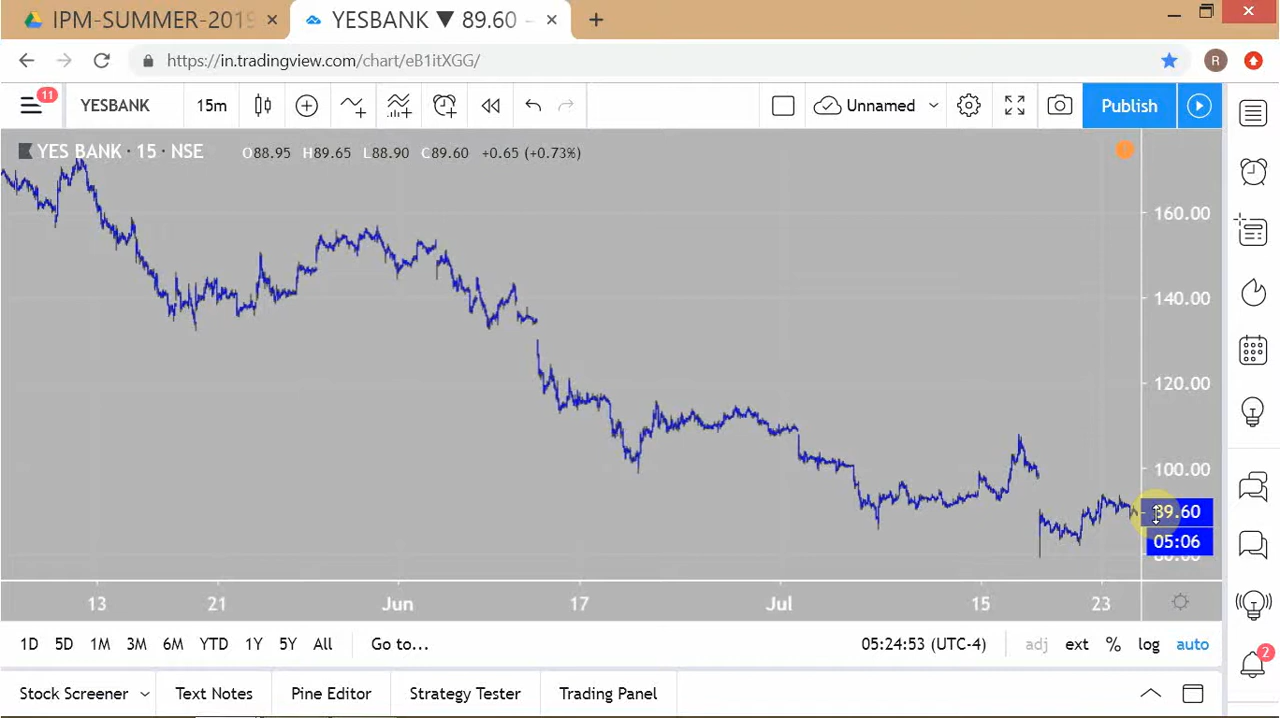 IPM-SUMMER-2019
YESBANK ▼ 89.60 -
https://in.tradingview.com/chart/eB1itXGG/
R
11
YESBANK
15m
Unnamed
Publish
YES BANK · 15 · NSE O88.95 H89.65 L88.90 C89.60 +0.65 (+0.73%)
160.00
140.00
120.00
100.00
89.60
05:06
80.00
13 21 Jun 17 Jul 15 23
1D 5D 1M 3M 6M YTD 1Y 5Y All Go to... 05:24:53 (UTC-4) adj ext % log auto
2
Stock Screener Text Notes Pine Editor Strategy Tester Trading Panel